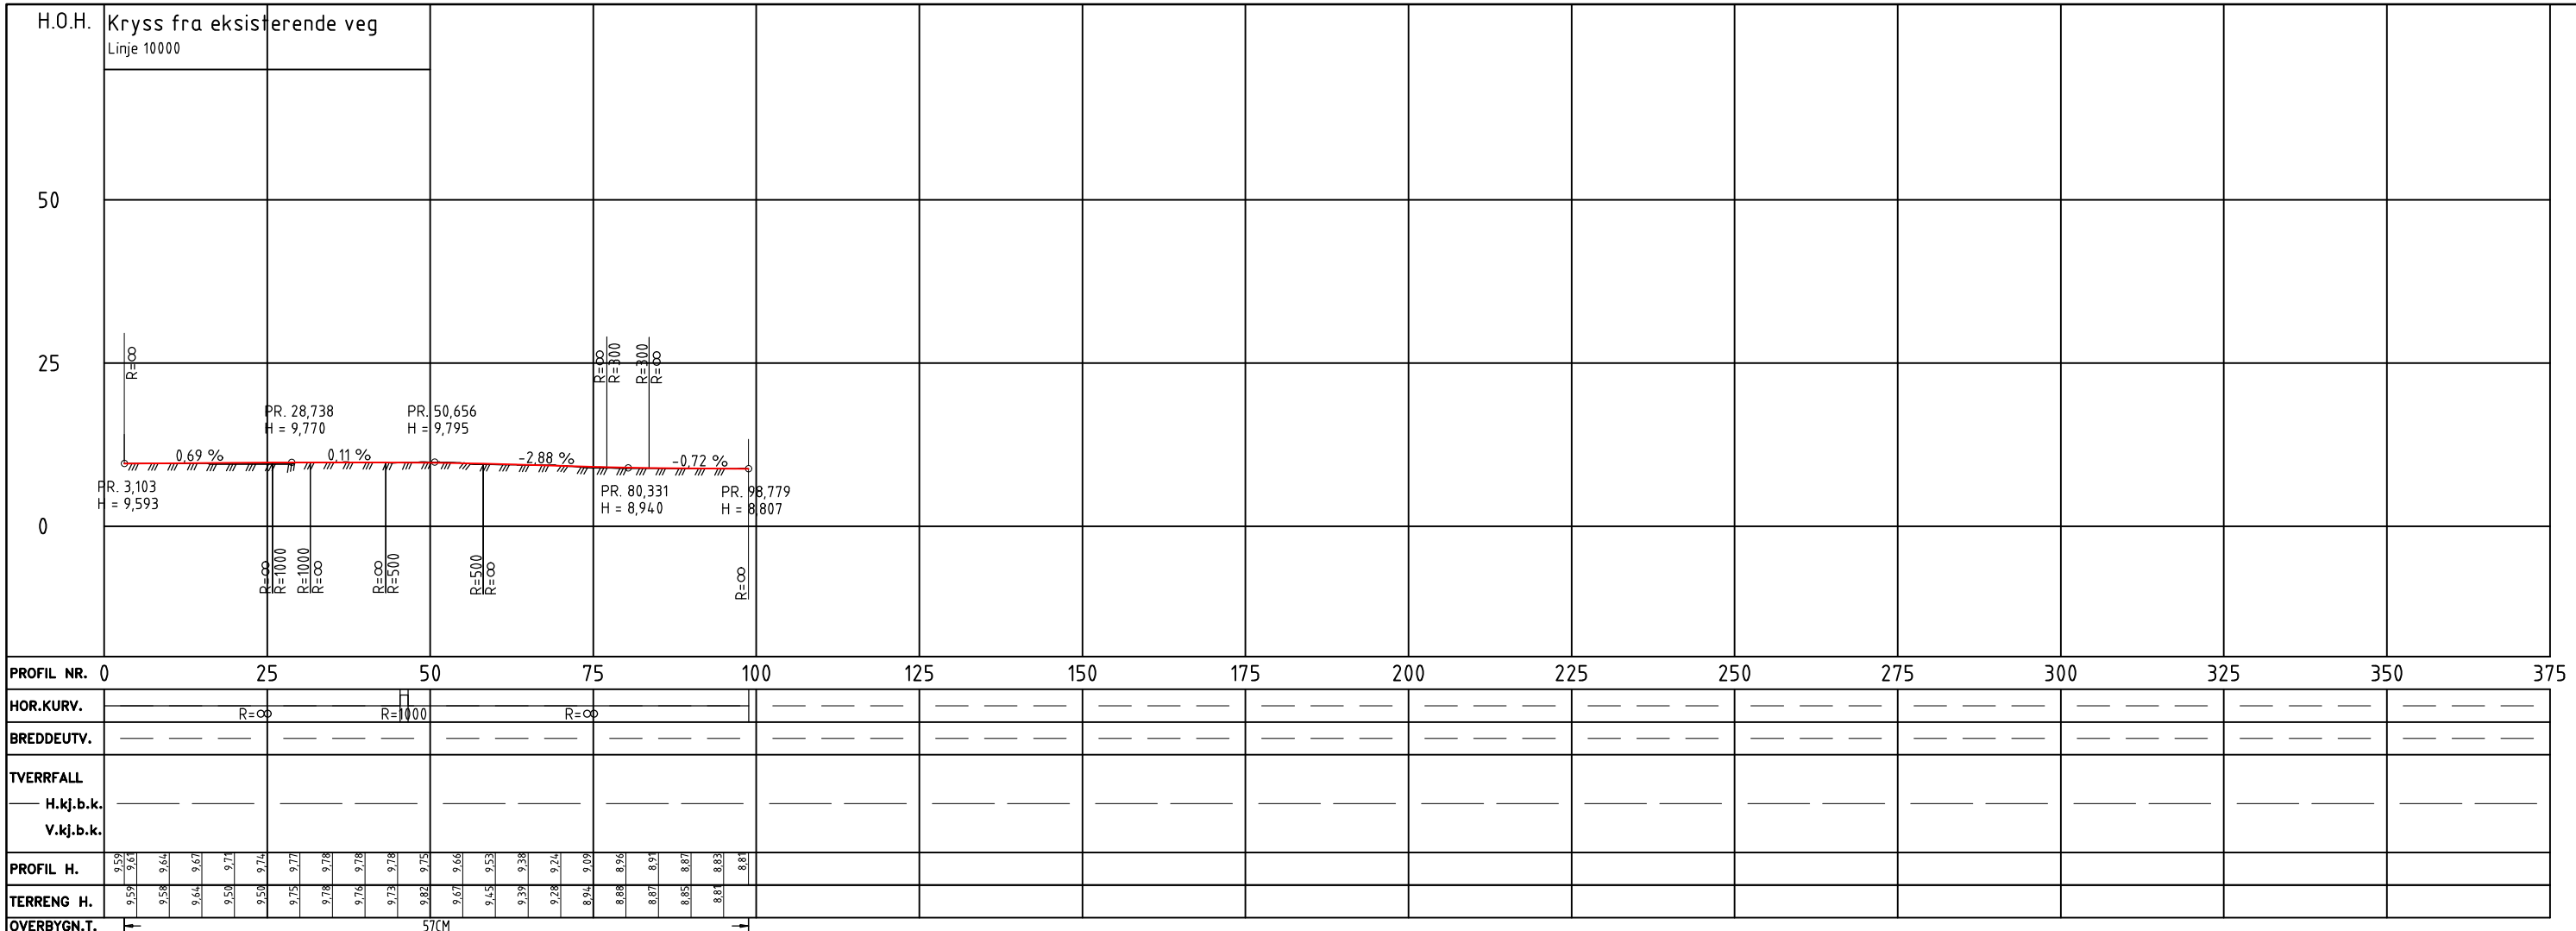 H.O.H. Kryss fra eksisterende veg
Linje 10000
50
25
0
R=∞
R=∞
R=300
R=300
R=∞
PR. 28,738
H = 9,770
PR. 50,656
H = 9,795
0,69 %
0,11 %
-2,88 %
-0,72 %
PR. 3,103
H = 9,593
PR. 80,331
H = 8,940
PR. 98,779
H = 8,807
R=∞
R=1000
R=1000
R=∞
R=∞
R=500
R=500
R=∞
R=∞
PROFIL NR. 0 25 50 75 100 125 150 175 200 225 250 275 300 325 350 375
HOR.KURV. R=∞ R=1000 R=∞
BREDDEUTV.
TVERRFALL
H.kj.b.k.
V.kj.b.k.
PROFIL H. 9,59 9,61 9,64 9,67 9,71 9,74 9,77 9,78 9,78 9,78 9,75 9,66 9,53 9,38 9,24 9,09 8,96 8,91 8,87 8,83 8,81
TERRENG H. 9,59 9,58 9,64 9,50 9,50 9,75 9,78 9,76 9,73 9,82 9,67 9,45 9,39 9,28 8,94 8,88 8,87 8,85 8,81
OVERBYGN.T. 57CM